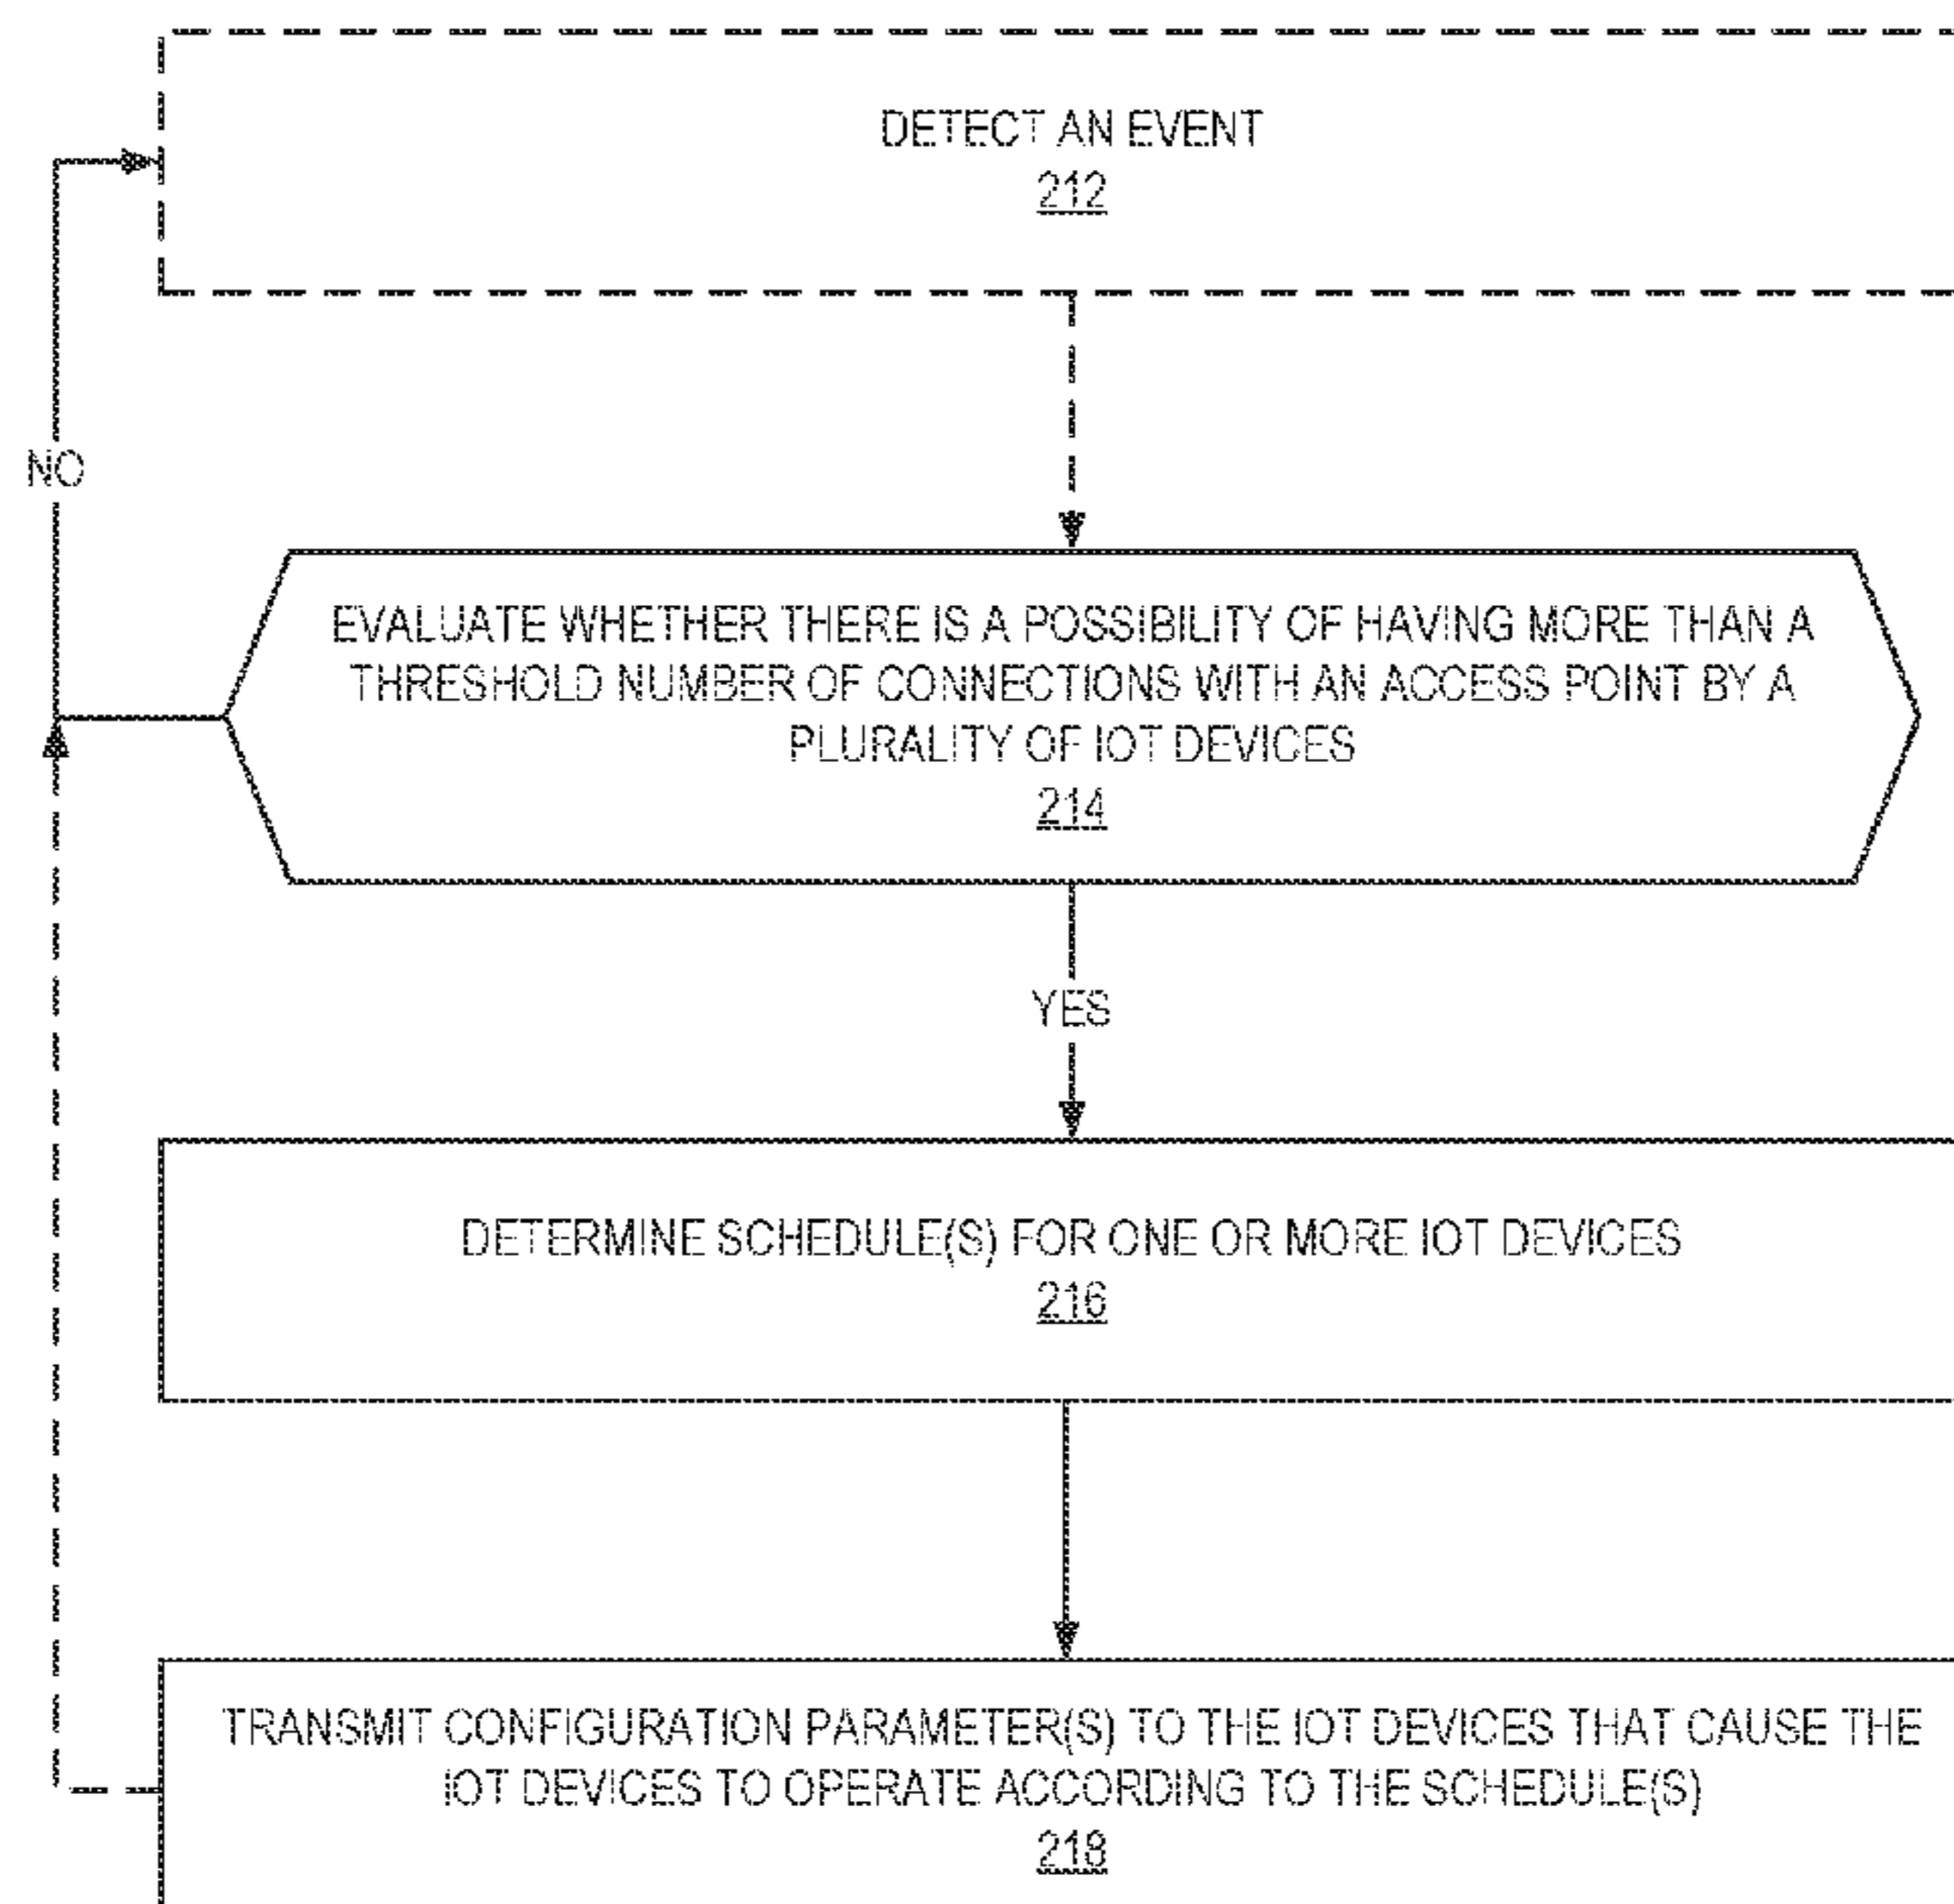 DETECT AN EVENT
212
NO
EVALUATE WHETHER THERE IS A POSSIBILITY OF HAVING MORE THAN A
THRESHOLD NUMBER OF CONNECTIONS WITH AN ACCESS POINT BY A
PLURALITY OF IOT DEVICES
214
YES
DETERMINE SCHEDULE(S) FOR ONE OR MORE IOT DEVICES
216
TRANSMIT CONFIGURATION PARAMETER(S) TO THE IOT DEVICES THAT CAUSE THE
IOT DEVICES TO OPERATE ACCORDING TO THE SCHEDULE(S)
218